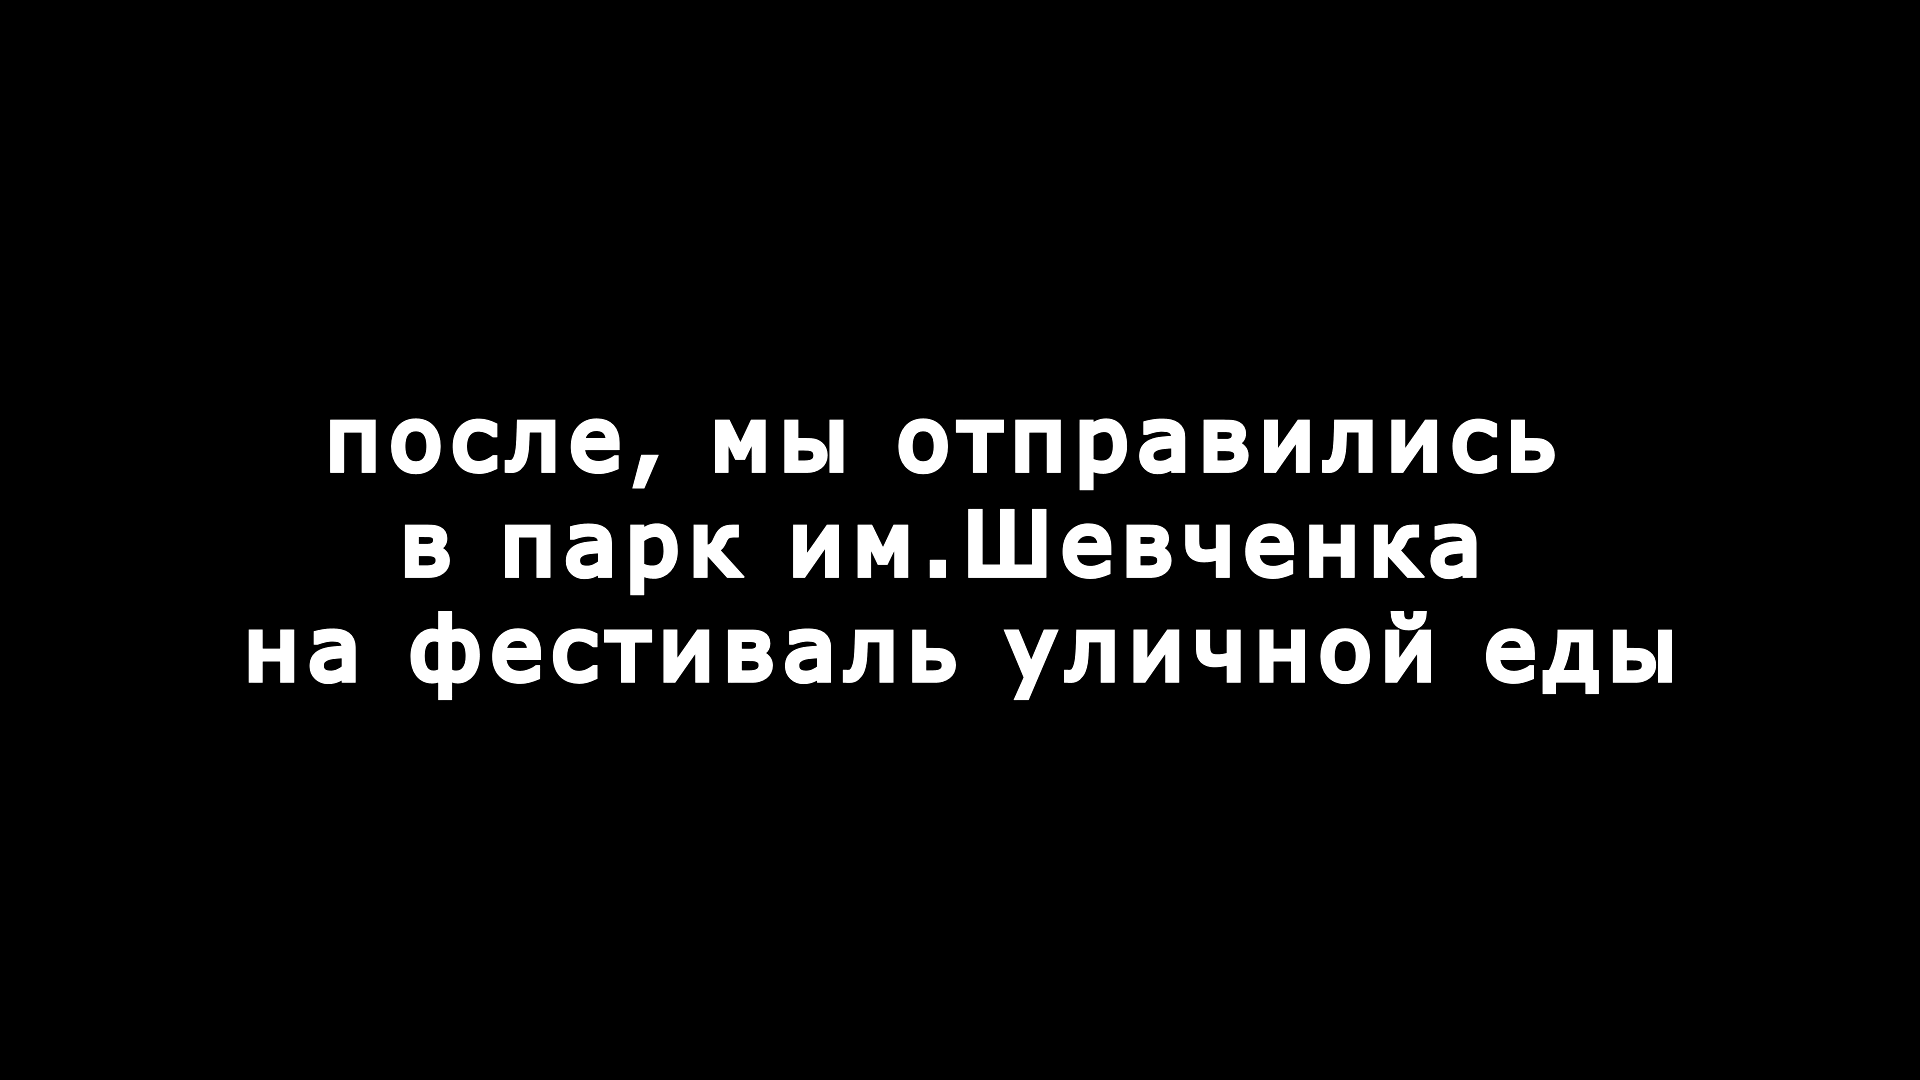 после, мы отправились
в парк им.Шевченка
на фестиваль уличной еды